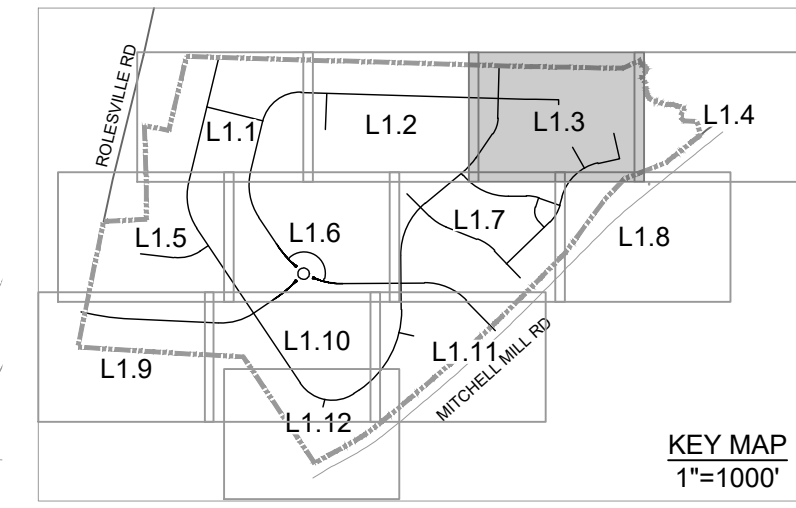 ROLESVILLE RD
L1.1
L1.2
L1.3
L1.4
L1.5
L1.6
L1.7
L1.8
L1.9
L1.10
L1.11
L1.12
MITCHELL MILL RD
KEY MAP
1"=1000'